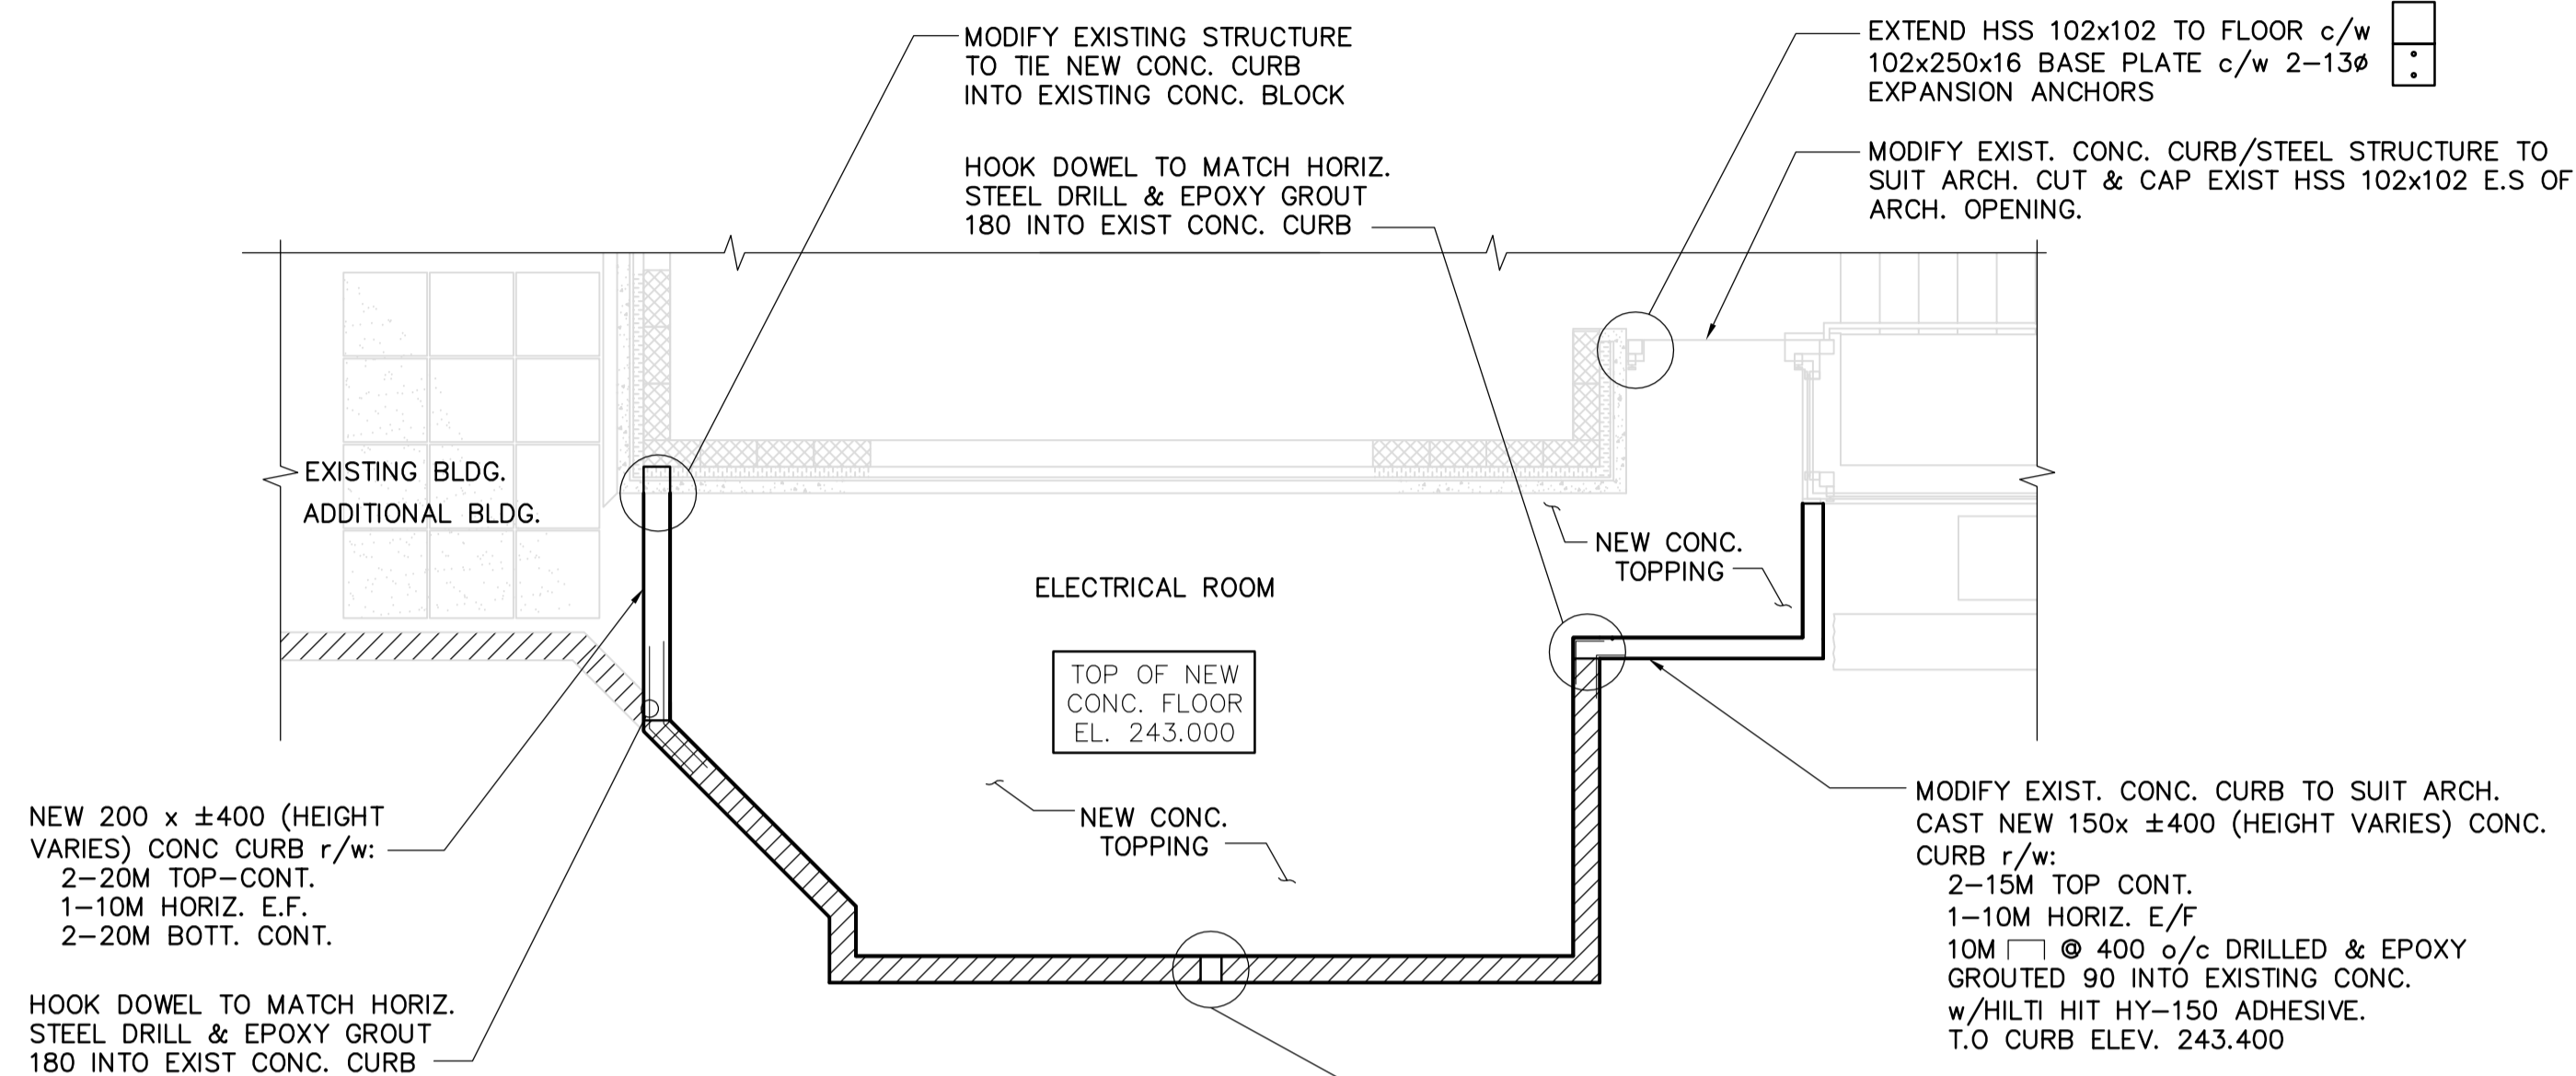 MODIFY EXISTING STRUCTURE
TO TIE NEW CONC. CURB
INTO EXISTING CONC. BLOCK
HOOK DOWEL TO MATCH HORIZ.
STEEL DRILL & EPOXY GROUT
180 INTO EXIST CONC. CURB
EXTEND HSS 102x102 TO FLOOR c/w
102x250x16 BASE PLATE c/w 2-13ø
EXPANSION ANCHORS
MODIFY EXIST. CONC. CURB/STEEL STRUCTURE TO
SUIT ARCH. CUT & CAP EXIST HSS 102x102 E.S OF
ARCH. OPENING.
EXISTING BLDG.
ADDITIONAL BLDG.
NEW CONC.
TOPPING
ELECTRICAL ROOM
TOP OF NEW
CONC. FLOOR
EL. 243.000
NEW CONC.
TOPPING
NEW 200 x ±400 (HEIGHT
VARIES) CONC CURB r/w:
2-20M TOP-CONT.
1-10M HORIZ. E.F.
2-20M BOTT. CONT.
HOOK DOWEL TO MATCH HORIZ.
STEEL DRILL & EPOXY GROUT
180 INTO EXIST CONC. CURB
MODIFY EXIST. CONC. CURB TO SUIT ARCH.
CAST NEW 150x ±400 (HEIGHT VARIES) CONC.
CURB r/w:
2-15M TOP CONT.
1-10M HORIZ. E/F
10M @ 400 o/c DRILLED & EPOXY
GROUTED 90 INTO EXISTING CONC.
w/HILTI HIT HY-150 ADHESIVE.
T.O CURB ELEV. 243.400